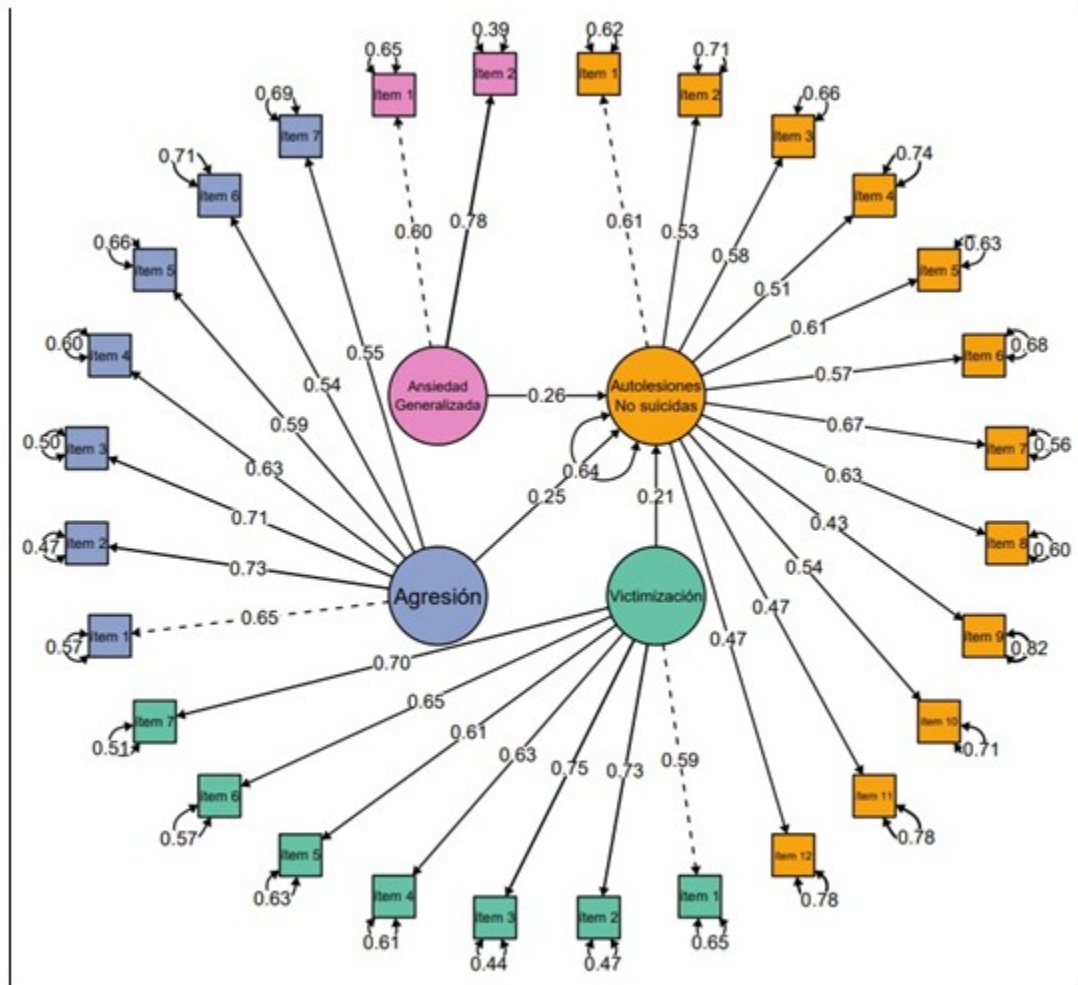 0.65
0.39
0.62
0.71
item 1
item 2
item 1
item 2
0.69
item 7
0.66
item 3
0.71
item 6
0.74
item 4
0.66
item 5
0.63
item 5
0.60
item 4
0.68
item 6
0.50
item 3
0.56
item 7
0.47
item 2
0.60
item 8
0.57
item 1
0.82
item 9
0.60
0.78
0.61
0.53
0.58
0.51
0.61
0.57
0.67
0.63
0.43
0.54
0.47
0.47
0.55
0.54
0.59
0.63
0.71
0.73
0.65
Ansiedad
Generalizada
0.26
Autolesiones
No suicidas
0.64
0.25
0.21
Agresión
Victimización
0.70
0.65
0.61
0.63
0.75
0.73
0.59
item 7
0.51
item 10
0.71
item 6
0.57
item 11
0.78
item 5
0.63
item 12
0.78
item 4
0.61
item 3
0.44
item 2
0.47
item 1
0.65